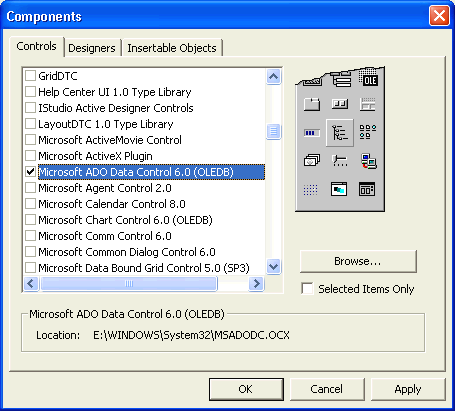 Components
Controls Designers Insertable Objects
GridDTC
Help Center UI 1.0 Type Library
IStudio Active Designer Controls
LayoutDTC 1.0 Type Library
Microsoft ActiveMovie Control
Microsoft ActiveX Plugin
Microsoft ADO Data Control 6.0 (OLEDB)
Microsoft Agent Control 2.0
Microsoft Calendar Control 8.0
Microsoft Chart Control 6.0 (OLEDB)
Microsoft Comm Control 6.0
Microsoft Common Dialog Control 6.0
Microsoft Data Bound Grid Control 5.0 (SP3)
OLE
Browse...
Selected Items Only
Microsoft ADO Data Control 6.0 (OLEDB)
Location: E:\WINDOWS\System32\MSADODC.OCX
OK Cancel Apply